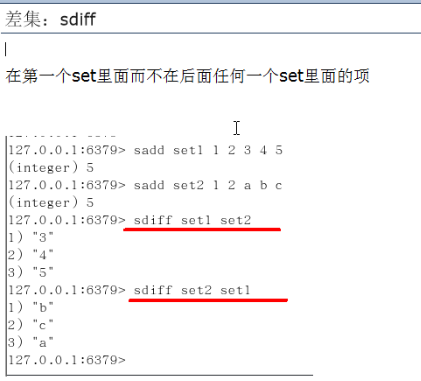 差集：sdiff
在第一个set里面而不在后面任何一个set里面的项
127.0.0.1:6379> sadd set1 1 2 3 4 5
(integer) 5
127.0.0.1:6379> sadd set2 1 2 a b c
(integer) 5
127.0.0.1:6379> sdiff set1 set2
1) "3"
2) "4"
3) "5"
127.0.0.1:6379> sdiff set2 set1
1) "b"
2) "c"
3) "a"
127.0.0.1:6379>